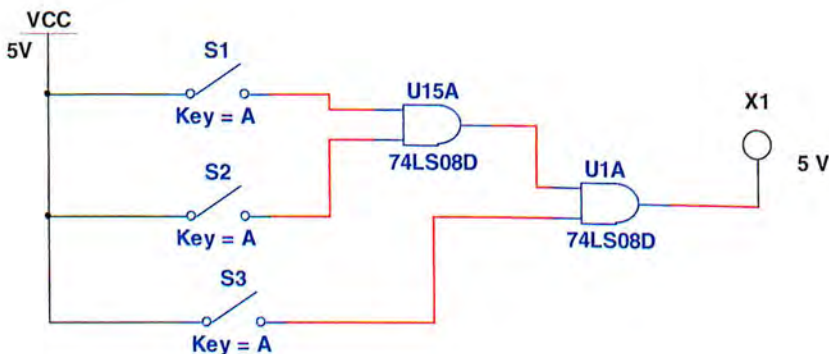 VCC
5V
S1
Key = A
U15A
74LS08D
X1
5 V
S2
Key = A
U1A
74LS08D
S3
Key = A